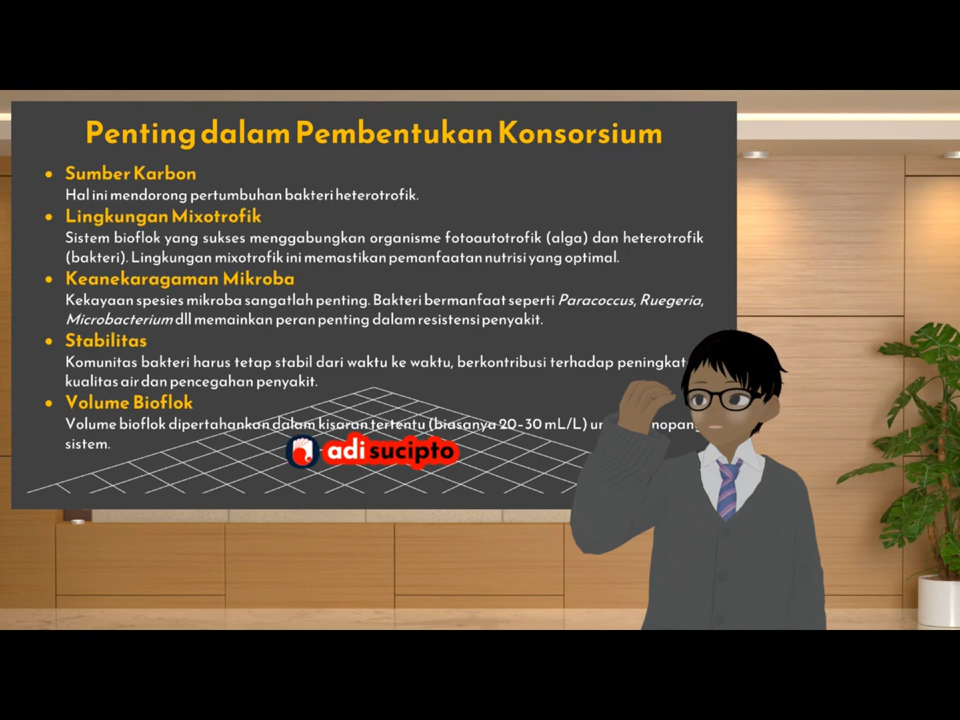 Penting dalam Pembentukan Konsorsium
• Sumber Karbon
Hal ini mendorong pertumbuhan bakteri heterotrofik.
• Lingkungan Mixotrofik
Sistem bioflok yang sukses menggabungkan organisme fotoautotrofik (alga) dan heterotrofik
(bakteri). Lingkungan mixotrofik ini memastikan pemanfaatan nutrisi yang optimal.
• Keanekaragaman Mikroba
Kekayaan spesies mikroba sangatlah penting. Bakteri bermanfaat seperti Paracoccus, Ruegeria,
Microbacterium dll memainkan peran penting dalam resistensi penyakit.
• Stabilitas
Komunitas bakteri harus tetap stabil dari waktu ke waktu, berkontribusi terhadap
kualitas air dan pencegahan penyakit.
• Volume Bioflok
Volume bioflok dipertahankan dalam kisaran tertentu (biasanya 20–30 mL/L)
sistem.
adi sucipto